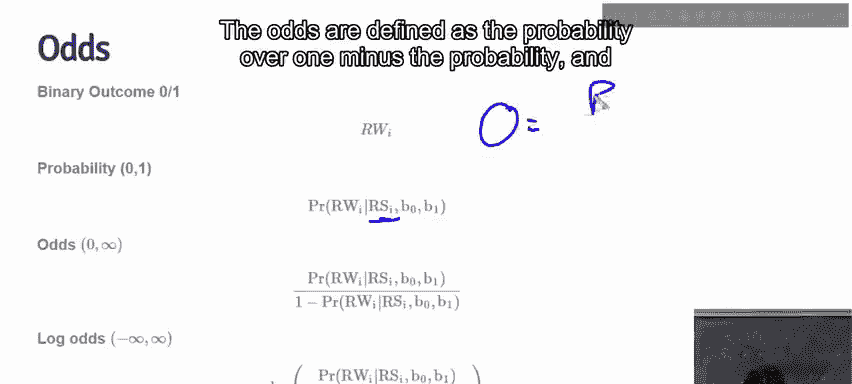 The odds are defined as the probability
over one minus the probability, and
Odds
Binary Outcome 0/1
O = P
RW_i
Probability (0,1)
Pr(RW_i|RS_i, b_0, b_1)
Odds (0, ∞)
Pr(RW_i|RS_i, b_0, b_1)
1 − Pr(RW_i|RS_i, b_0, b_1)
Log odds (−∞, ∞)
Pr(RW_i|RS_i, b_0, b_1)